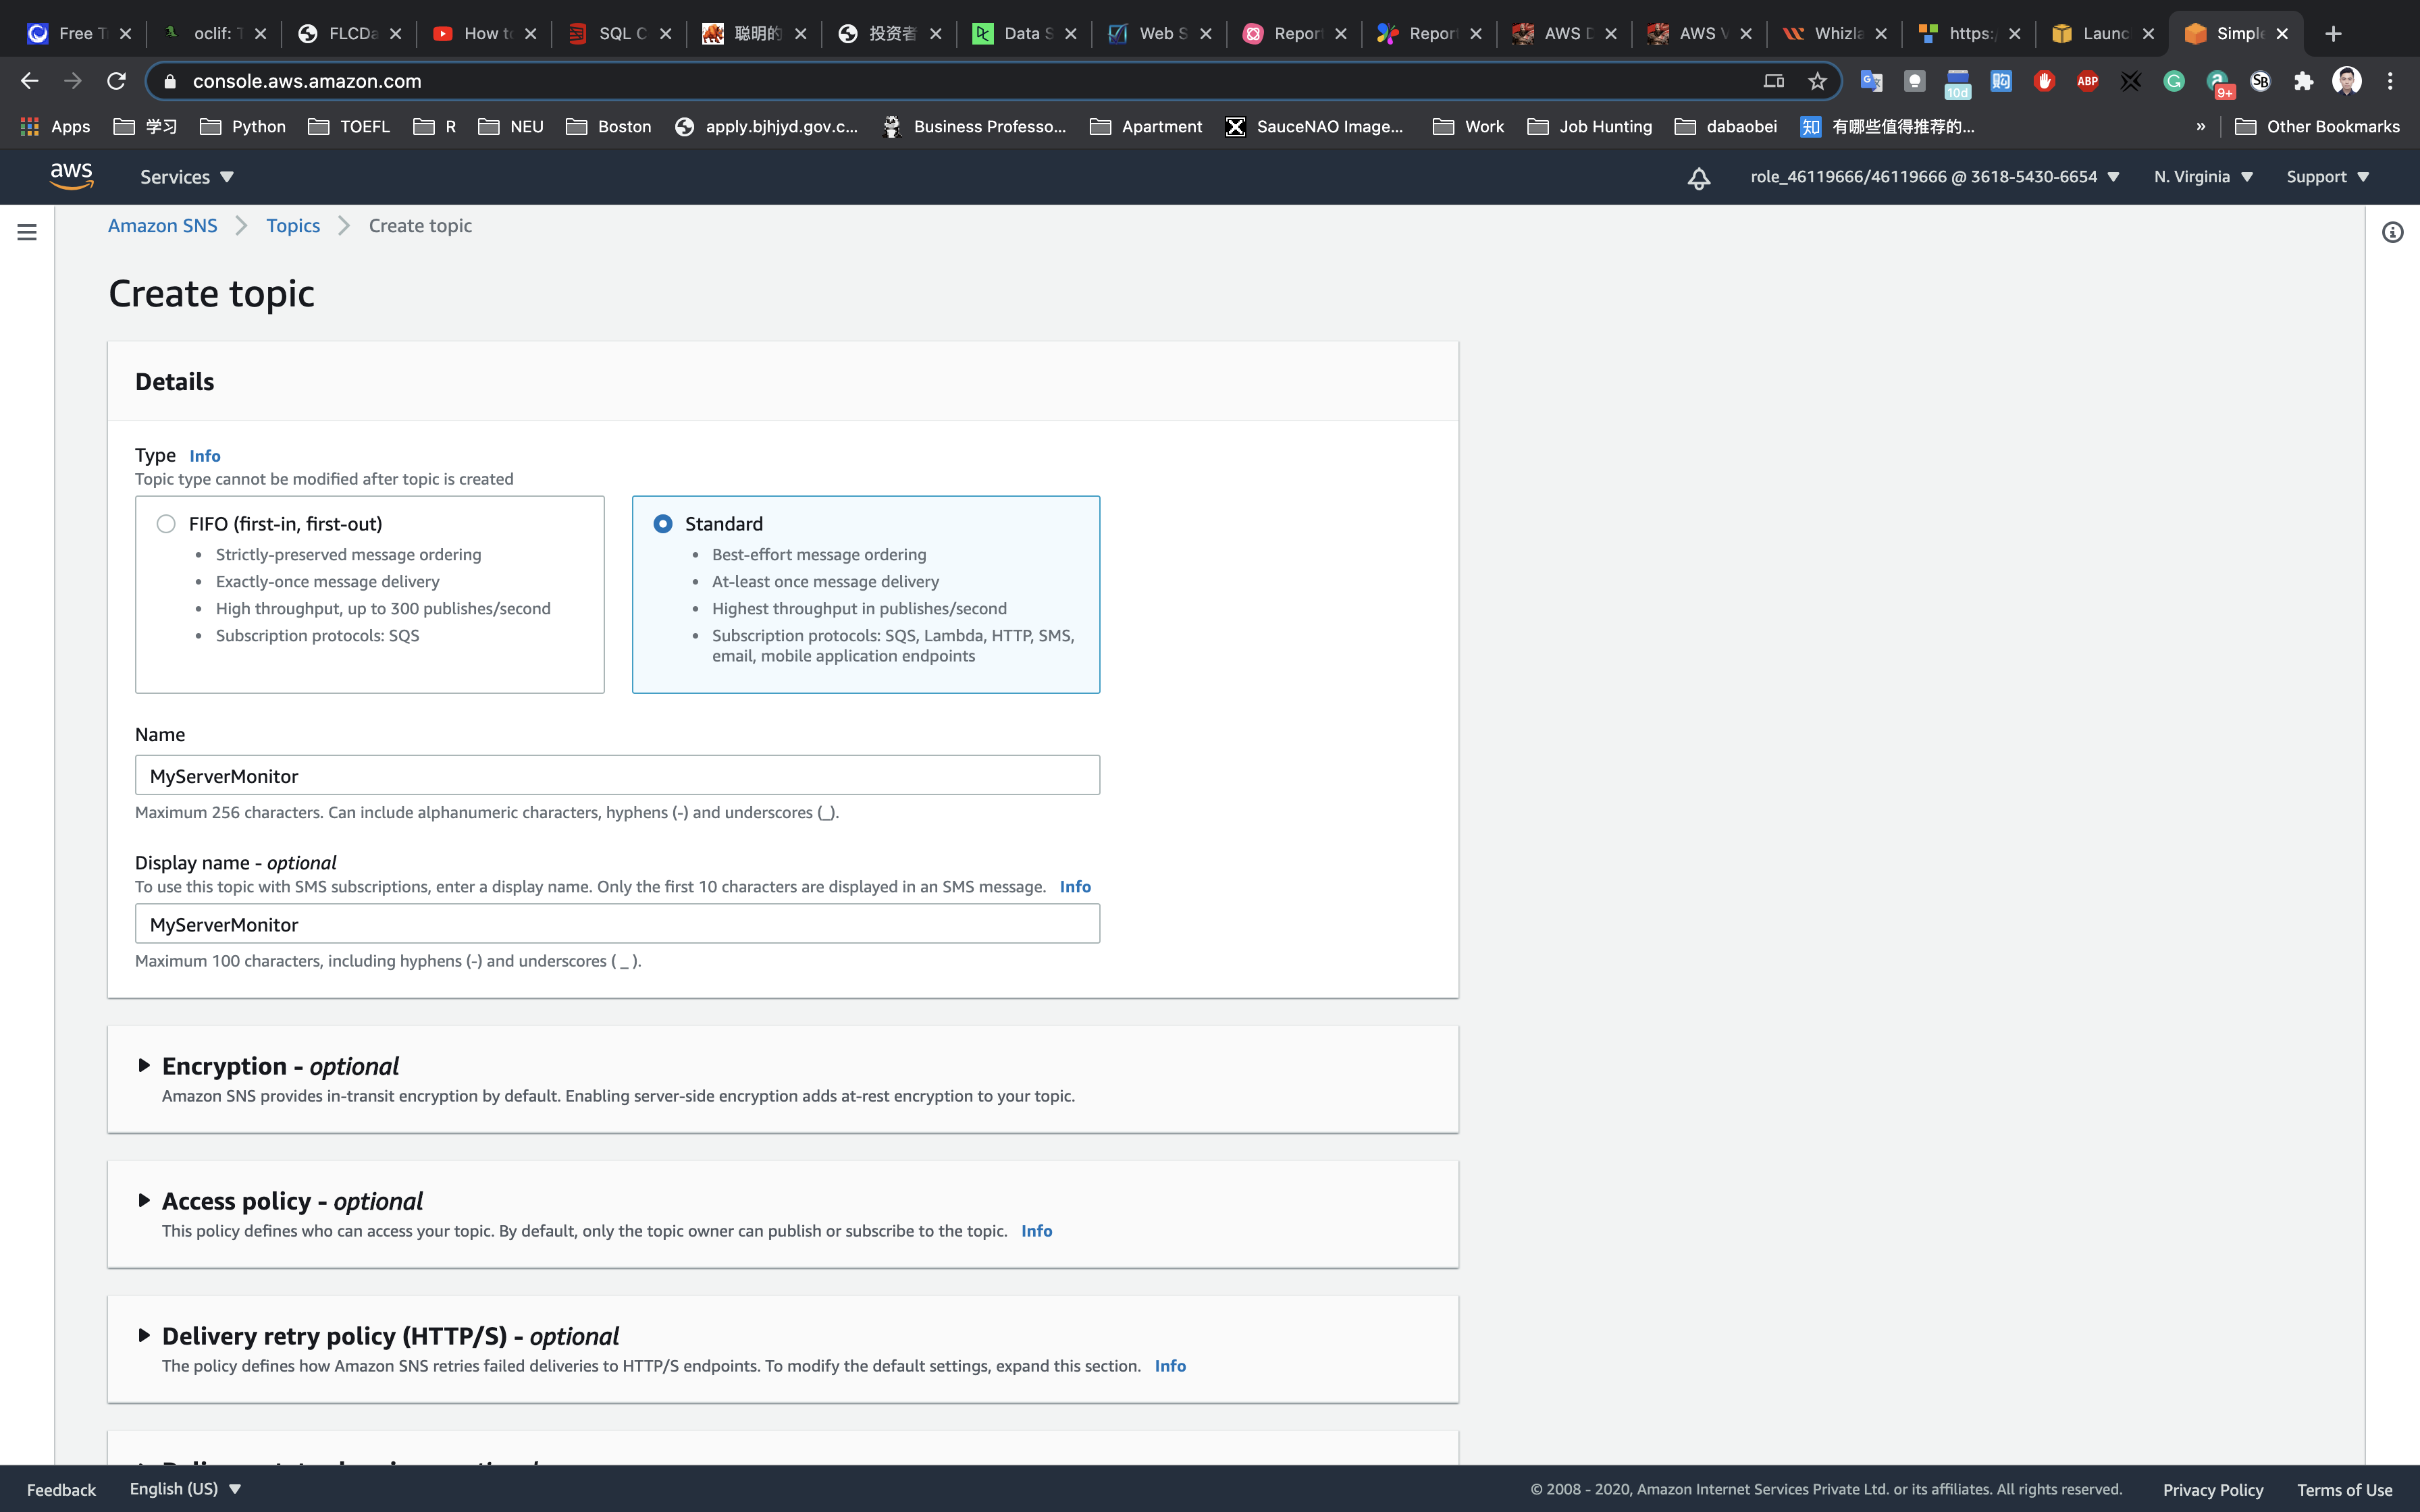 Free T
oclif: T
FLCDa
How to
SQL C
聪明的
投资者
Data S
Web S
Report
Report
AWS D
AWS V
Whizla
https:/
Launc
Simple
console.aws.amazon.com
10d
ABP
9+
SB
Apps
学习
Python
TOEFL
R
NEU
Boston
apply.bjhjyd.gov.c...
Business Professo...
Apartment
SauceNAO Image...
Work
Job Hunting
dabaobei
知
有哪些值得推荐的...
»
Other Bookmarks
aws
Services
role_46119666/46119666 @ 3618-5430-6654
N. Virginia
Support
Amazon SNS
Topics
Create topic
Create topic
Details
Type Info
Topic type cannot be modified after topic is created
FIFO (first-in, first-out)
• Strictly-preserved message ordering
• Exactly-once message delivery
• High throughput, up to 300 publishes/second
• Subscription protocols: SQS
Standard
• Best-effort message ordering
• At-least once message delivery
• Highest throughput in publishes/second
• Subscription protocols: SQS, Lambda, HTTP, SMS,
email, mobile application endpoints
Name
MyServerMonitor
Maximum 256 characters. Can include alphanumeric characters, hyphens (-) and underscores (_).
Display name - optional
To use this topic with SMS subscriptions, enter a display name. Only the first 10 characters are displayed in an SMS message. Info
MyServerMonitor
Maximum 100 characters, including hyphens (-) and underscores ( _ ).
Encryption - optional
Amazon SNS provides in-transit encryption by default. Enabling server-side encryption adds at-rest encryption to your topic.
Access policy - optional
This policy defines who can access your topic. By default, only the topic owner can publish or subscribe to the topic. Info
Delivery retry policy (HTTP/S) - optional
The policy defines how Amazon SNS retries failed deliveries to HTTP/S endpoints. To modify the default settings, expand this section. Info
Feedback
English (US)
© 2008 - 2020, Amazon Internet Services Private Ltd. or its affiliates. All rights reserved.
Privacy Policy
Terms of Use